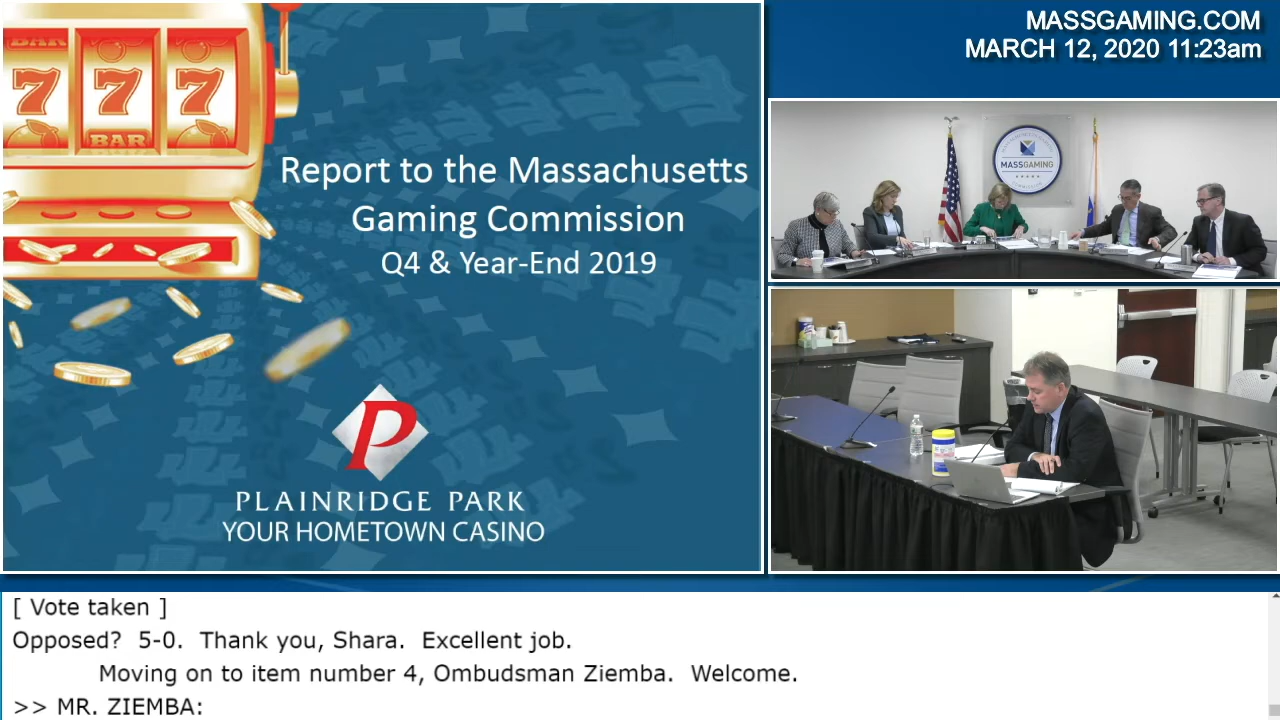 MASSGAMING.COM
MARCH 12, 2020 11:23am
BAR
7 7 7
BAR
Report to the Massachusetts
Gaming Commission
Q4 & Year-End 2019
P
PLAINRIDGE PARK
YOUR HOMETOWN CASINO
MASSGAMING
[ Vote taken ]
Opposed?  5-0.  Thank you, Shara.  Excellent job.
Moving on to item number 4, Ombudsman Ziemba.  Welcome.
>> MR. ZIEMBA: